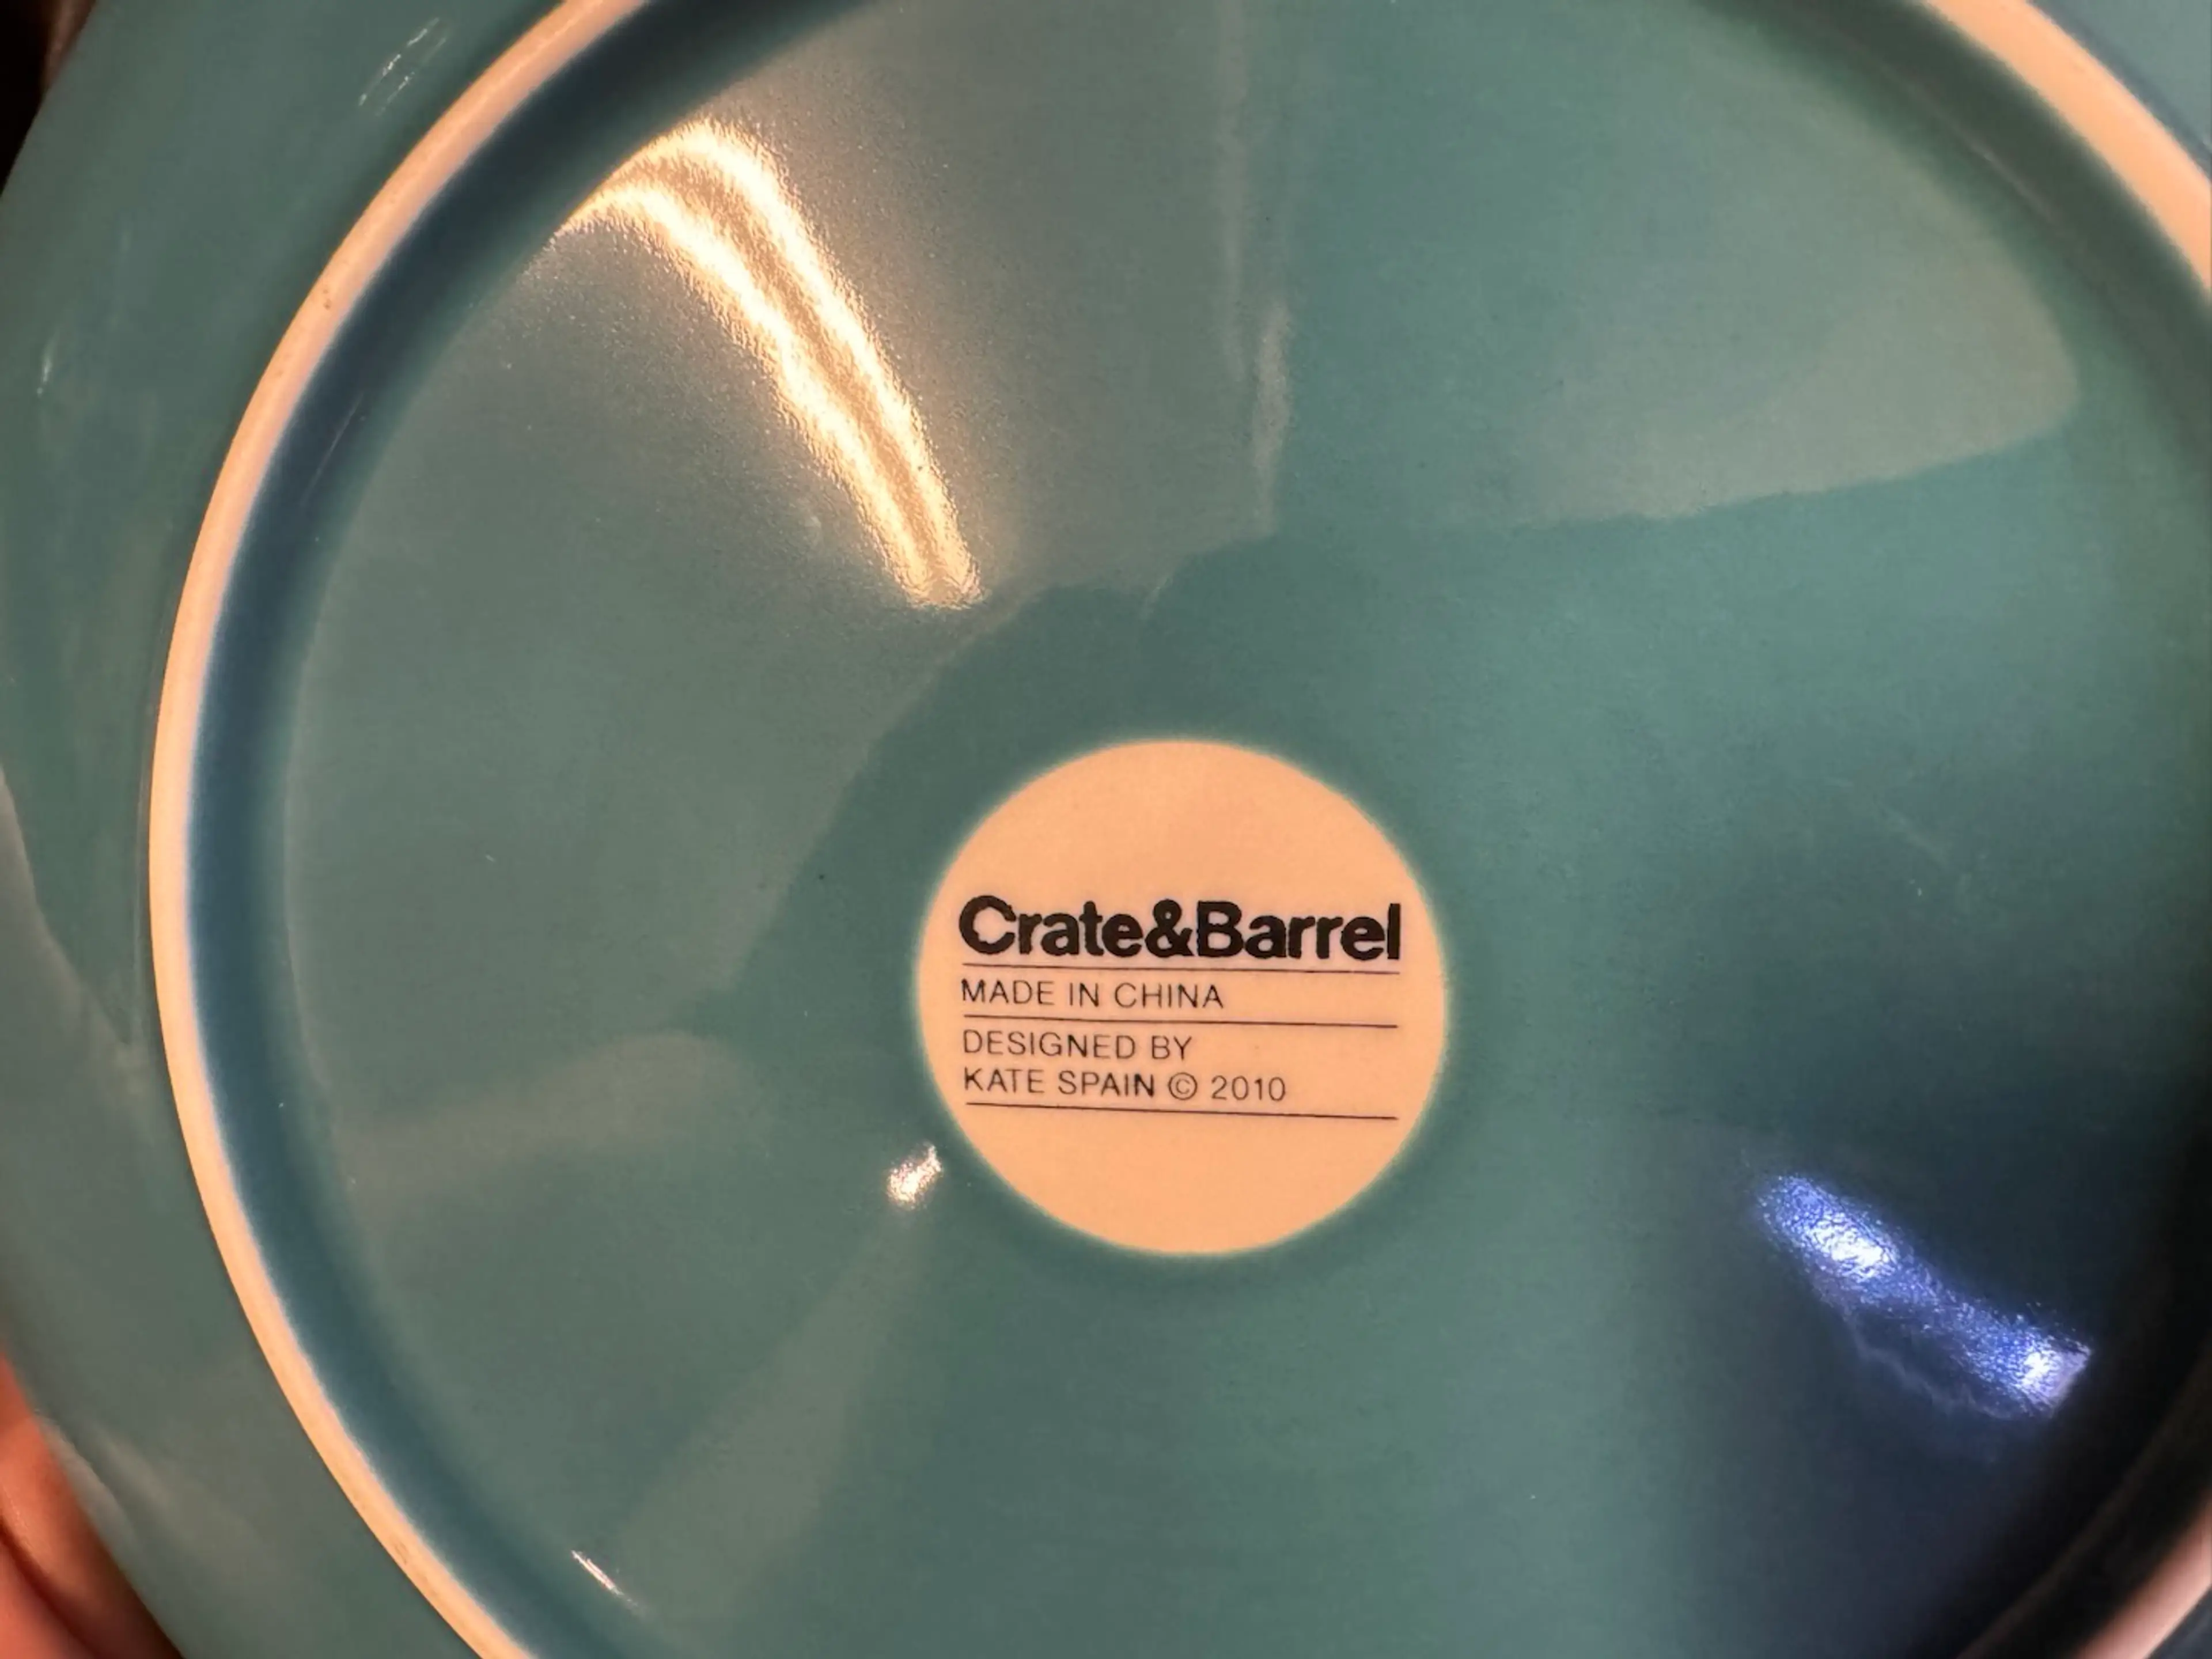 Crate&Barrel
MADE IN CHINA
DESIGNED BY
KATE SPAIN © 2010